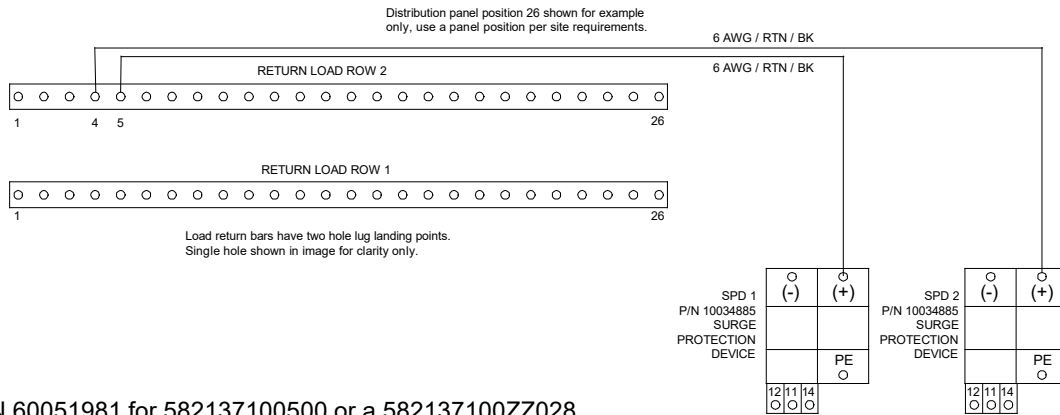 Distribution panel position 26 shown for example
only, use a panel position per site requirements.
6 AWG / RTN / BK
6 AWG / RTN / BK
RETURN LOAD ROW 2
1 4 5 26
RETURN LOAD ROW 1
1 26
Load return bars have two hole lug landing points.
Single hole shown in image for clarity only.
SPD 1
P/N 10034885
SURGE
PROTECTION
DEVICE
(-) (+)
PE
12 11 14
SPD 2
P/N 10034885
SURGE
PROTECTION
DEVICE
(-) (+)
PE
12 11 14
60051981 for 582137100500 or a 582137100ZZ028